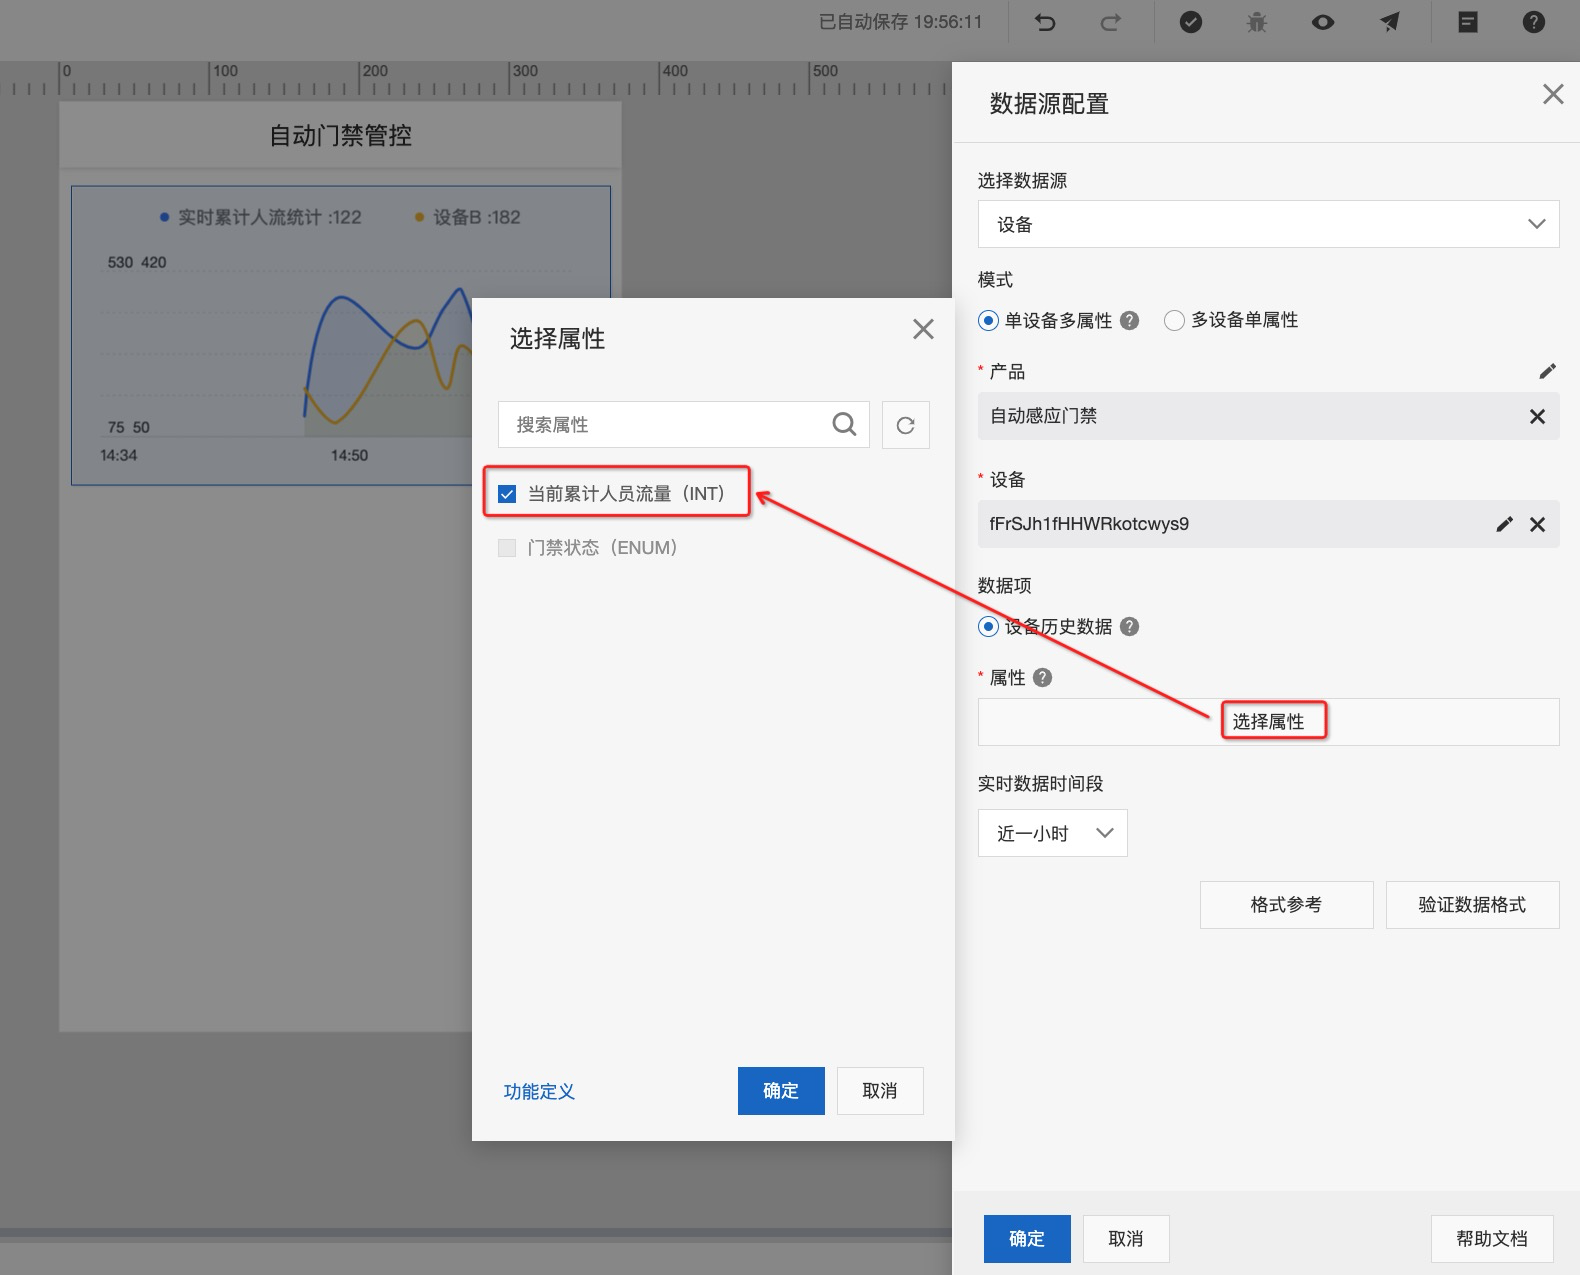 已自动保存 19:56:11
0 100 200 300 400 500
自动门禁管控
实时累计人流统计 :122 设备B :182
530 420
75 50
14:34 14:50
选择属性
搜索属性
当前累计人员流量（INT）
门禁状态（ENUM）
功能定义
确定
取消
数据源配置
选择数据源
设备
模式
单设备多属性 ? 多设备单属性
* 产品
自动感应门禁
* 设备
fFrSJh1fHHWRkotcwys9
数据项
设备历史数据 ?
* 属性 ?
选择属性
实时数据时间段
近一小时
格式参考
验证数据格式
确定
取消
帮助文档